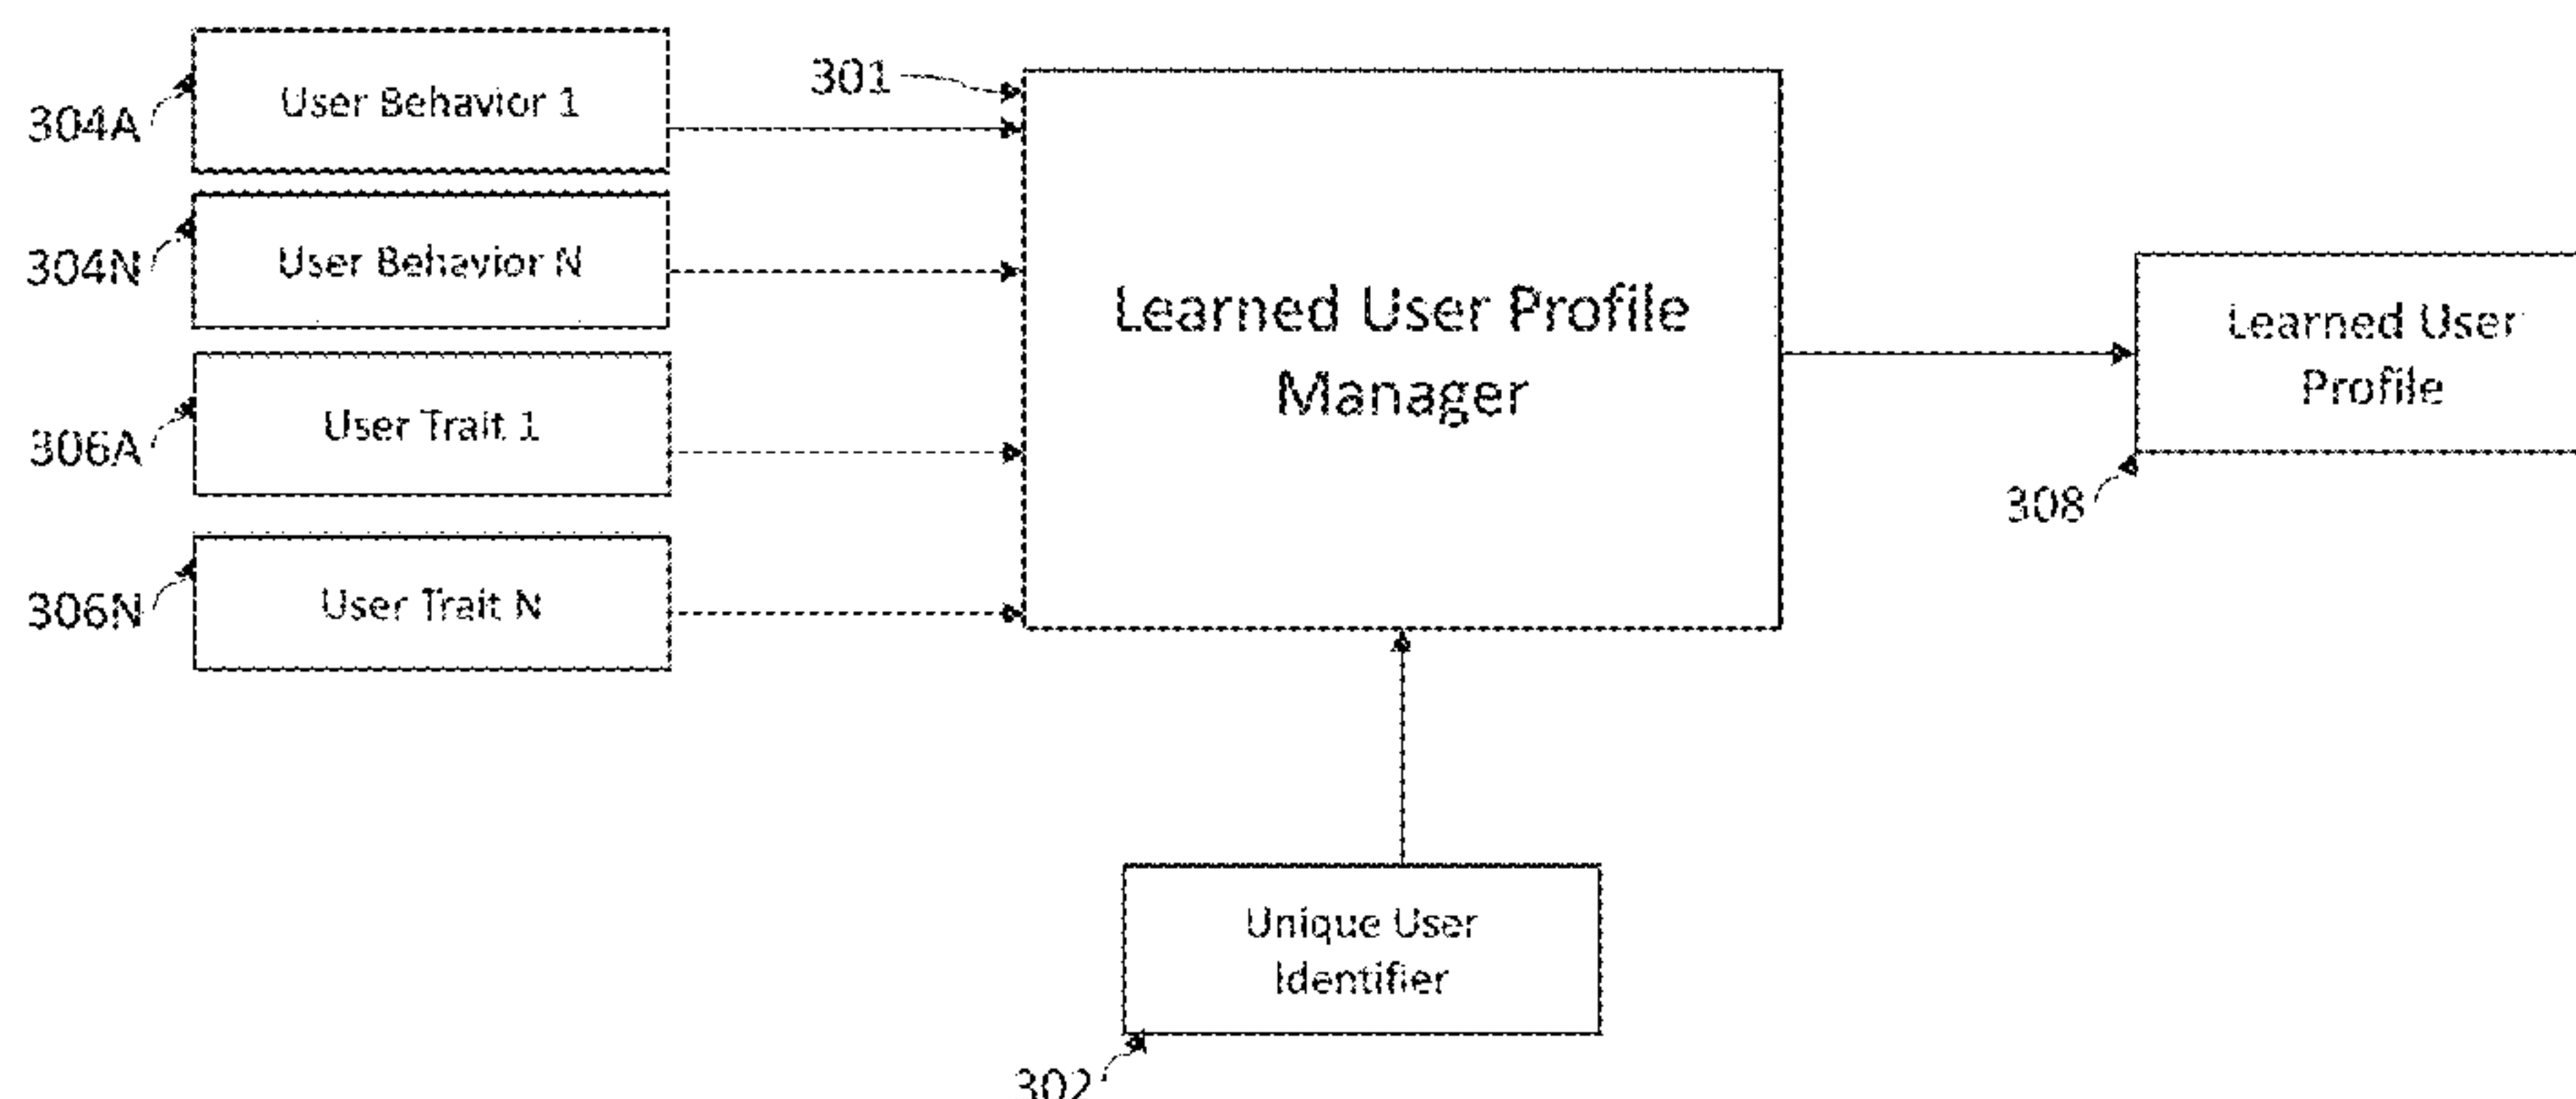 User Behavior 1
304A
301
User Behavior N
304N
User Trait 1
306A
User Trait N
306N
Learned User Profile
Manager
Learned User
Profile
308
Unique User
Identifier
302